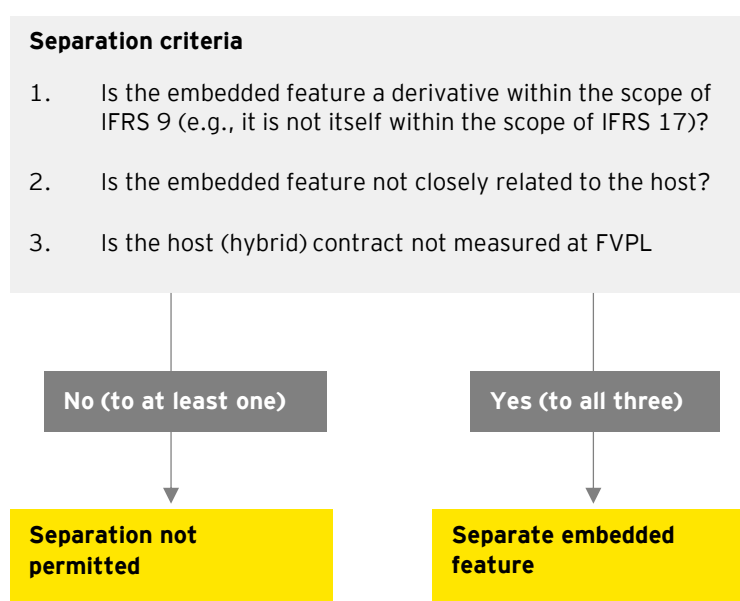 Separation criteria
1. Is the embedded feature a derivative within the scope of
IFRS 9 (e.g., it is not itself within the scope of IFRS 17)?
2. Is the embedded feature not closely related to the host?
3. Is the host (hybrid) contract not measured at FVPL
No (to at least one)
Yes (to all three)
Separation not
permitted
Separate embedded
feature